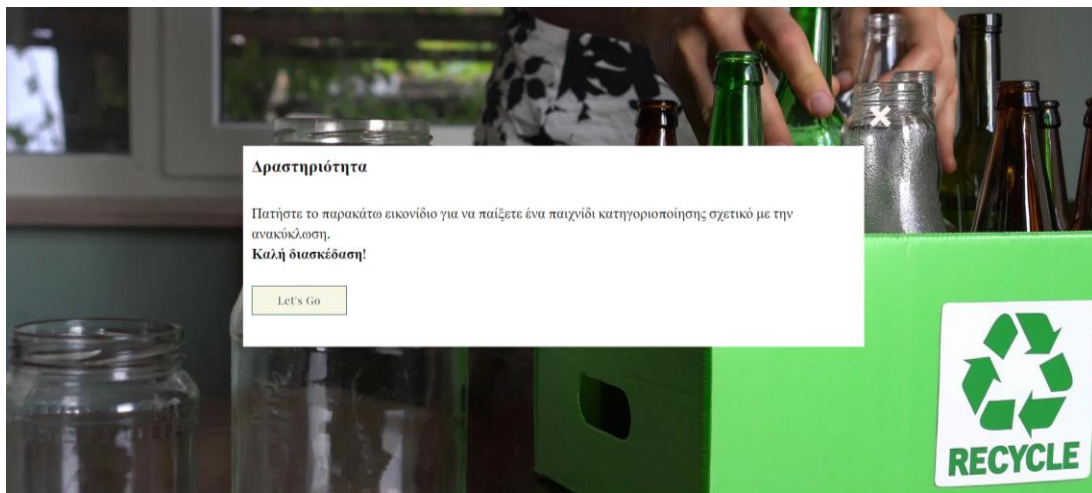 Δραστηριότητα
Πατήστε το παρακάτω εικονίδιο για να παίξετε ένα παιχνίδι κατηγοριοποίησης σχετικό με την
ανακύκλωση.
Καλή διασκέδαση!
Let's Go
RECYCLE